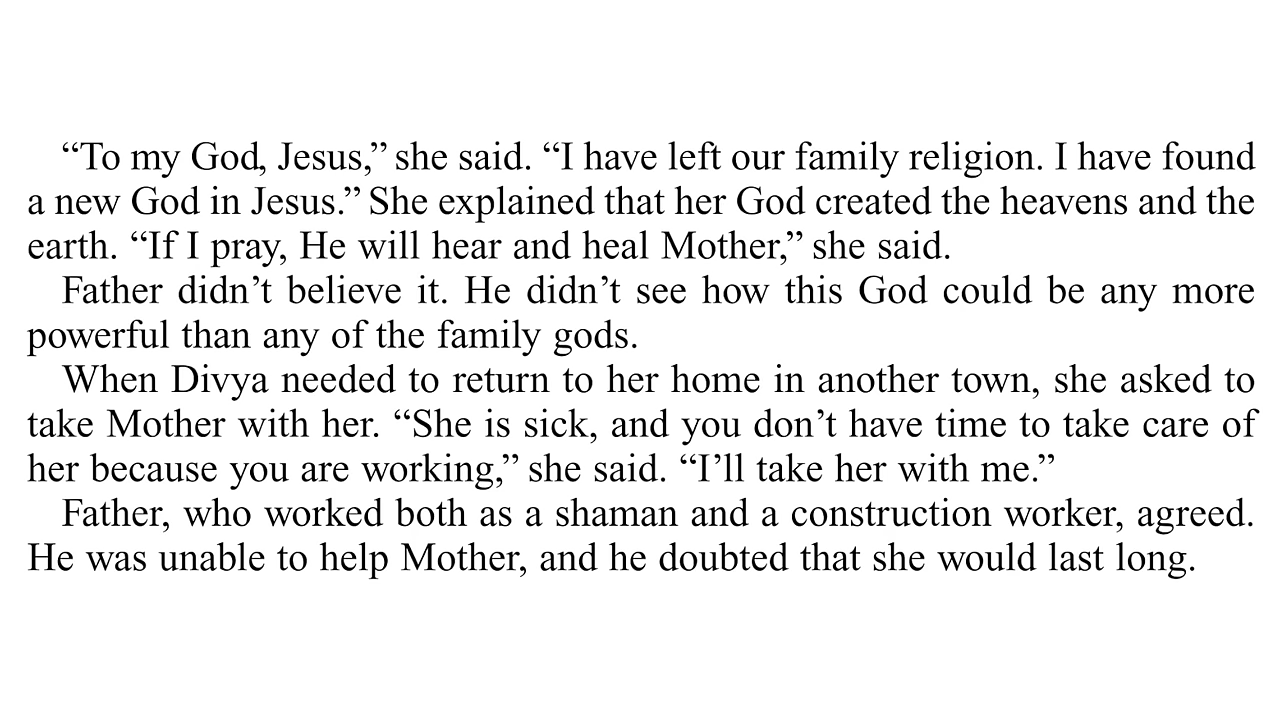 “To my God, Jesus,” she said. “I have left our family religion. I have found
a new God in Jesus.” She explained that her God created the heavens and the
earth. “If I pray, He will hear and heal Mother,” she said.
Father didn’t believe it. He didn’t see how this God could be any more
powerful than any of the family gods.
When Divya needed to return to her home in another town, she asked to
take Mother with her. “She is sick, and you don’t have time to take care of
her because you are working,” she said. “I’ll take her with me.”
Father, who worked both as a shaman and a construction worker, agreed.
He was unable to help Mother, and he doubted that she would last long.